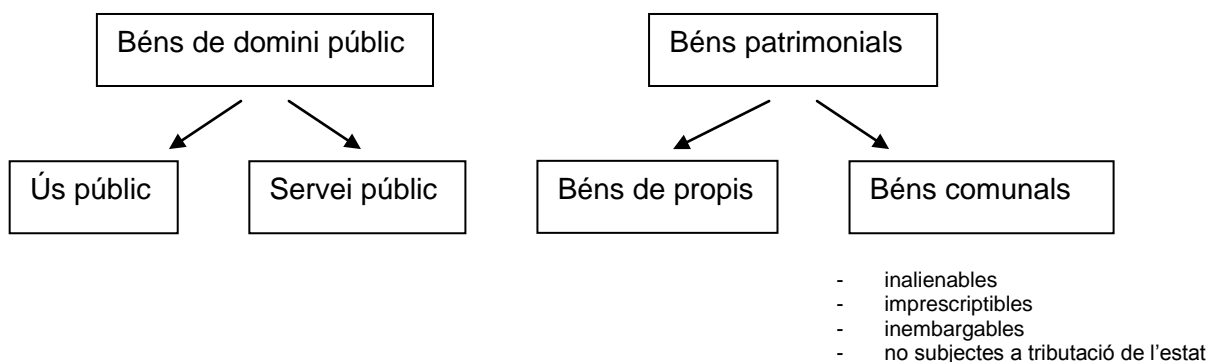 Béns de domini públic
Béns patrimonials
Ús públic
Servei públic
Béns de propis
Béns comunals
- inalienables
- imprescriptibles
- inembargables
- no subjectes a tributació de l'estat